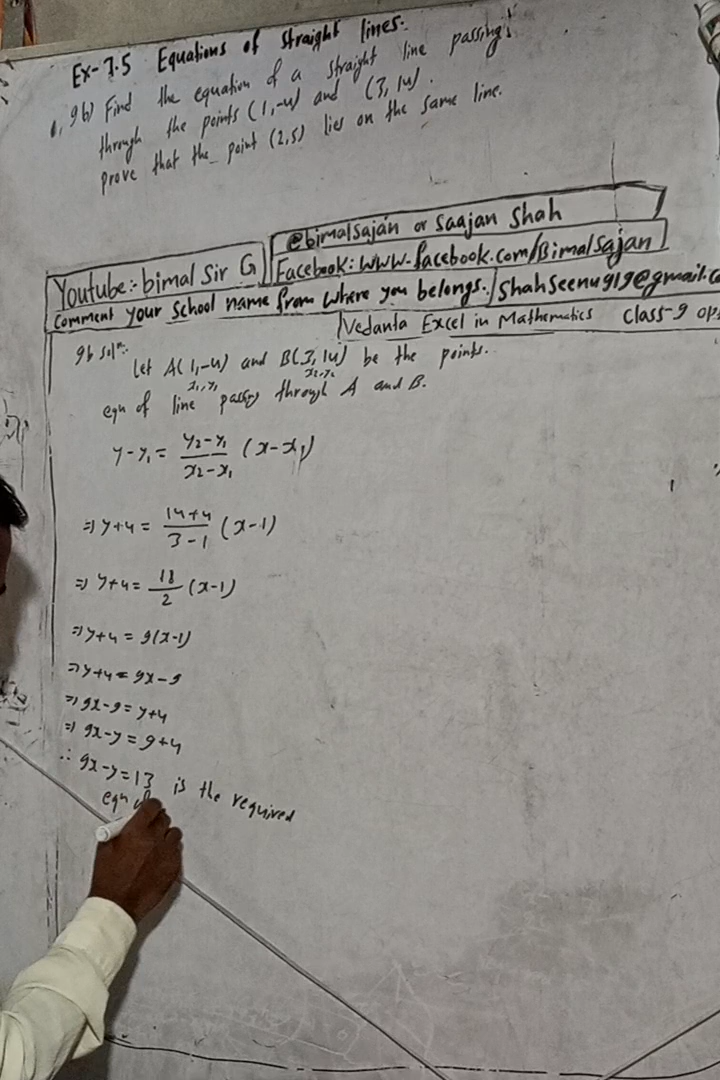 Ex-7.5 Equations of Straight lines.
9b) Find the equation of a straight line passing
through the points (1,-4) and (3, 14).
prove that the point (2,5) lies on the same line.
@bimalsajan or Saajan Shah
Youtube:- bimal Sir G
Facebook: www.facebook.com/Bimalsajan
Comment your School name from where you belongs./Shahseenu919@gmail.c
Vedanta Excel in Mathematics Class-9 op
9b solⁿ:
Let A(1,-4) and B(3, 14) be the points.
x₁,y₁ x₂,y₂
eqn of line passing through A and B.
y-y₁ = y₂-y₁/x₂-x₁ (x-x₁)
⇒ y+4 = 14+4/3-1 (x-1)
⇒ y+4 = 18/2 (x-1)
⇒ y+4 = 9(x-1)
⇒ y+4 = 9x-9
⇒ 9x-9 = y+4
⇒ 9x-y = 9+4
∴ 9x-y = 13 is the required
eqn of